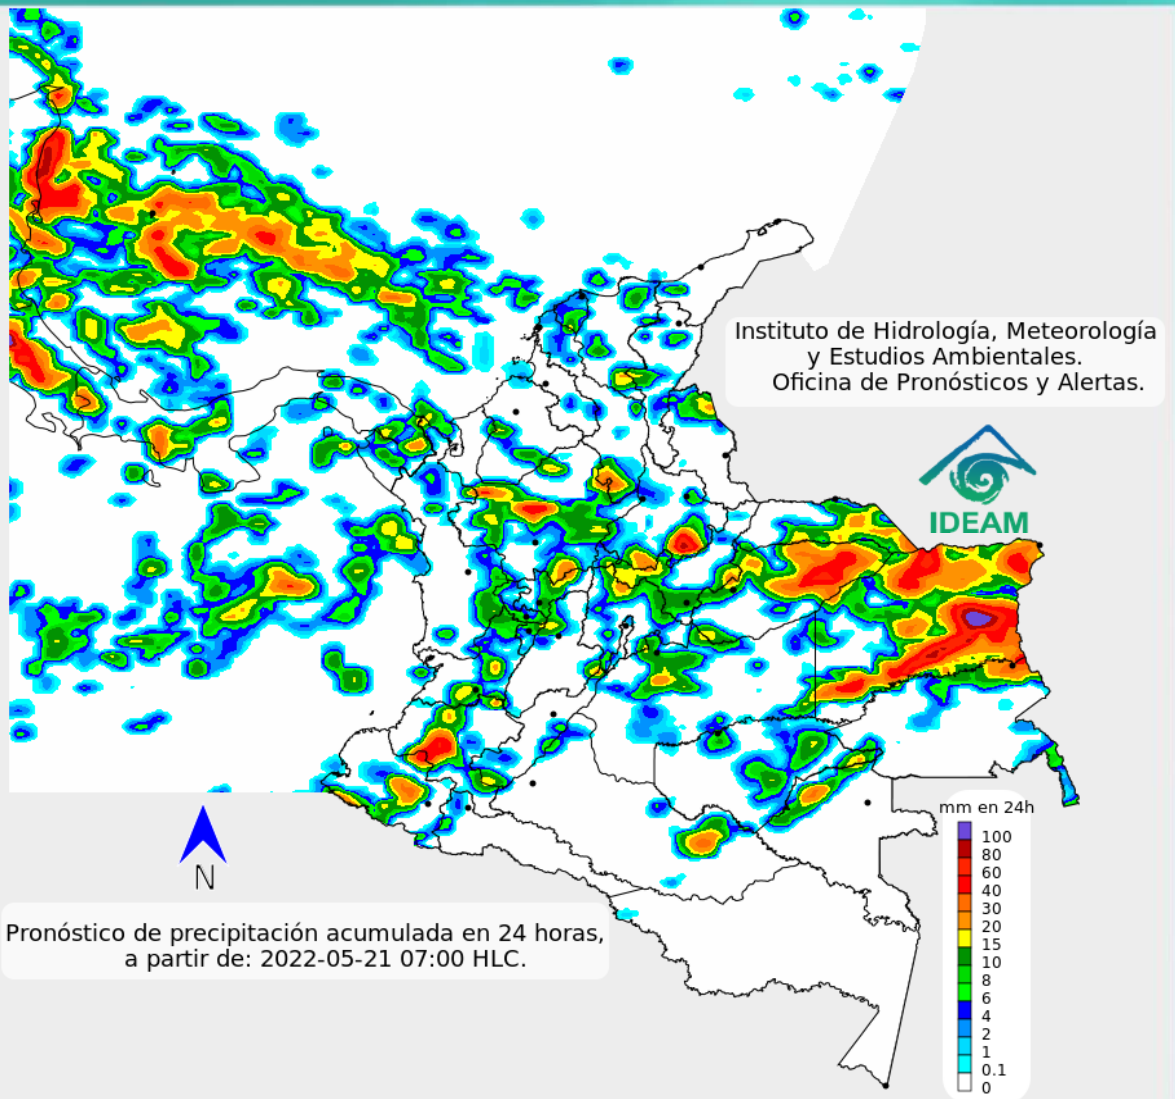 Instituto de Hidrología, Meteorología
y Estudios Ambientales.
Oficina de Pronósticos y Alertas.
IDEAM
mm en 24h
100
80
60
40
30
20
15
10
8
6
4
2
1
0.1
0
N
Pronóstico de precipitación acumulada en 24 horas,
a partir de: 2022-05-21 07:00 HLC.